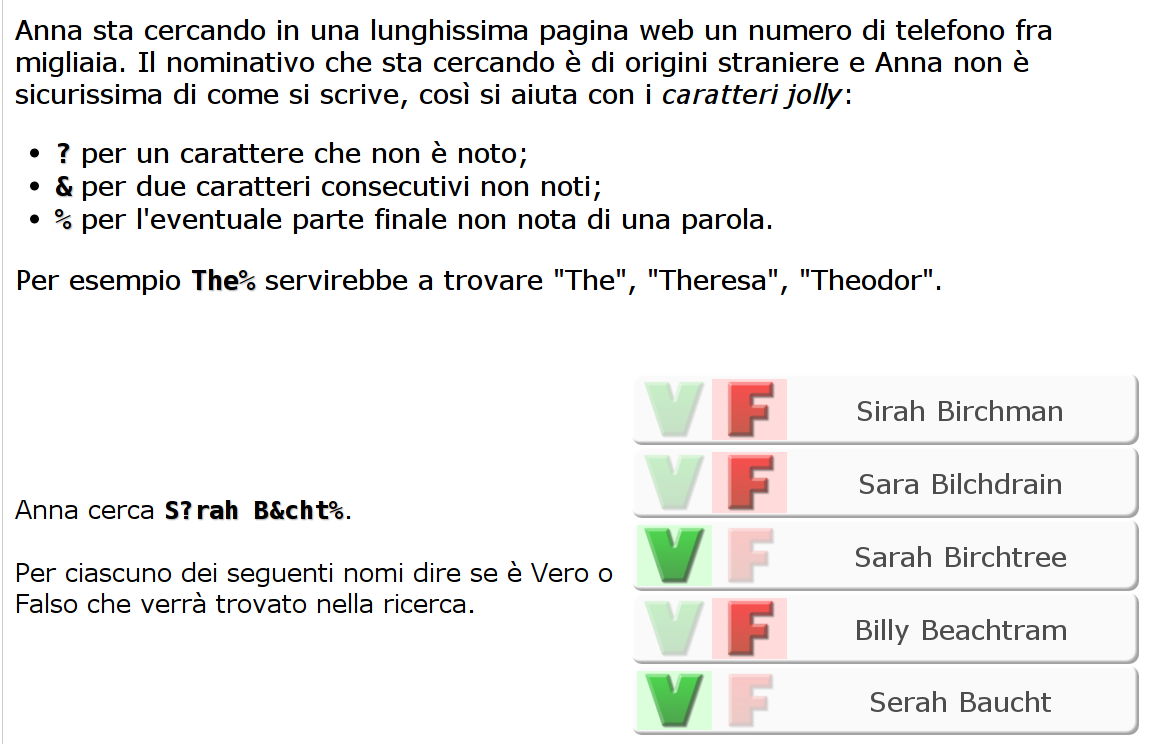 Anna sta cercando in una lunghissima pagina web un numero di telefono fra
migliaia. Il nominativo che sta cercando è di origini straniere e Anna non è
sicurissima di come si scrive, così si aiuta con i caratteri jolly:
• ? per un carattere che non è noto;
• & per due caratteri consecutivi non noti;
• % per l'eventuale parte finale non nota di una parola.
Per esempio The% servirebbe a trovare "The", "Theresa", "Theodor".
Anna cerca S?rah B&cht%.
Per ciascuno dei seguenti nomi dire se è Vero o
Falso che verrà trovato nella ricerca.
V F Sirah Birchman
V F Sara Bilchdrain
V F Sarah Birchtree
V F Billy Beachtram
V F Serah Baucht